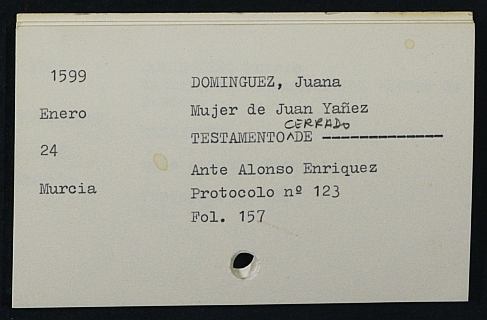 1599
Enero
24
Murcia
DOMINGUEZ, Juana
Mujer de Juan Yañez
CERRADO
TESTAMENTO^DE -------------
Ante Alonso Enriquez
Protocolo nº 123
Fol. 157